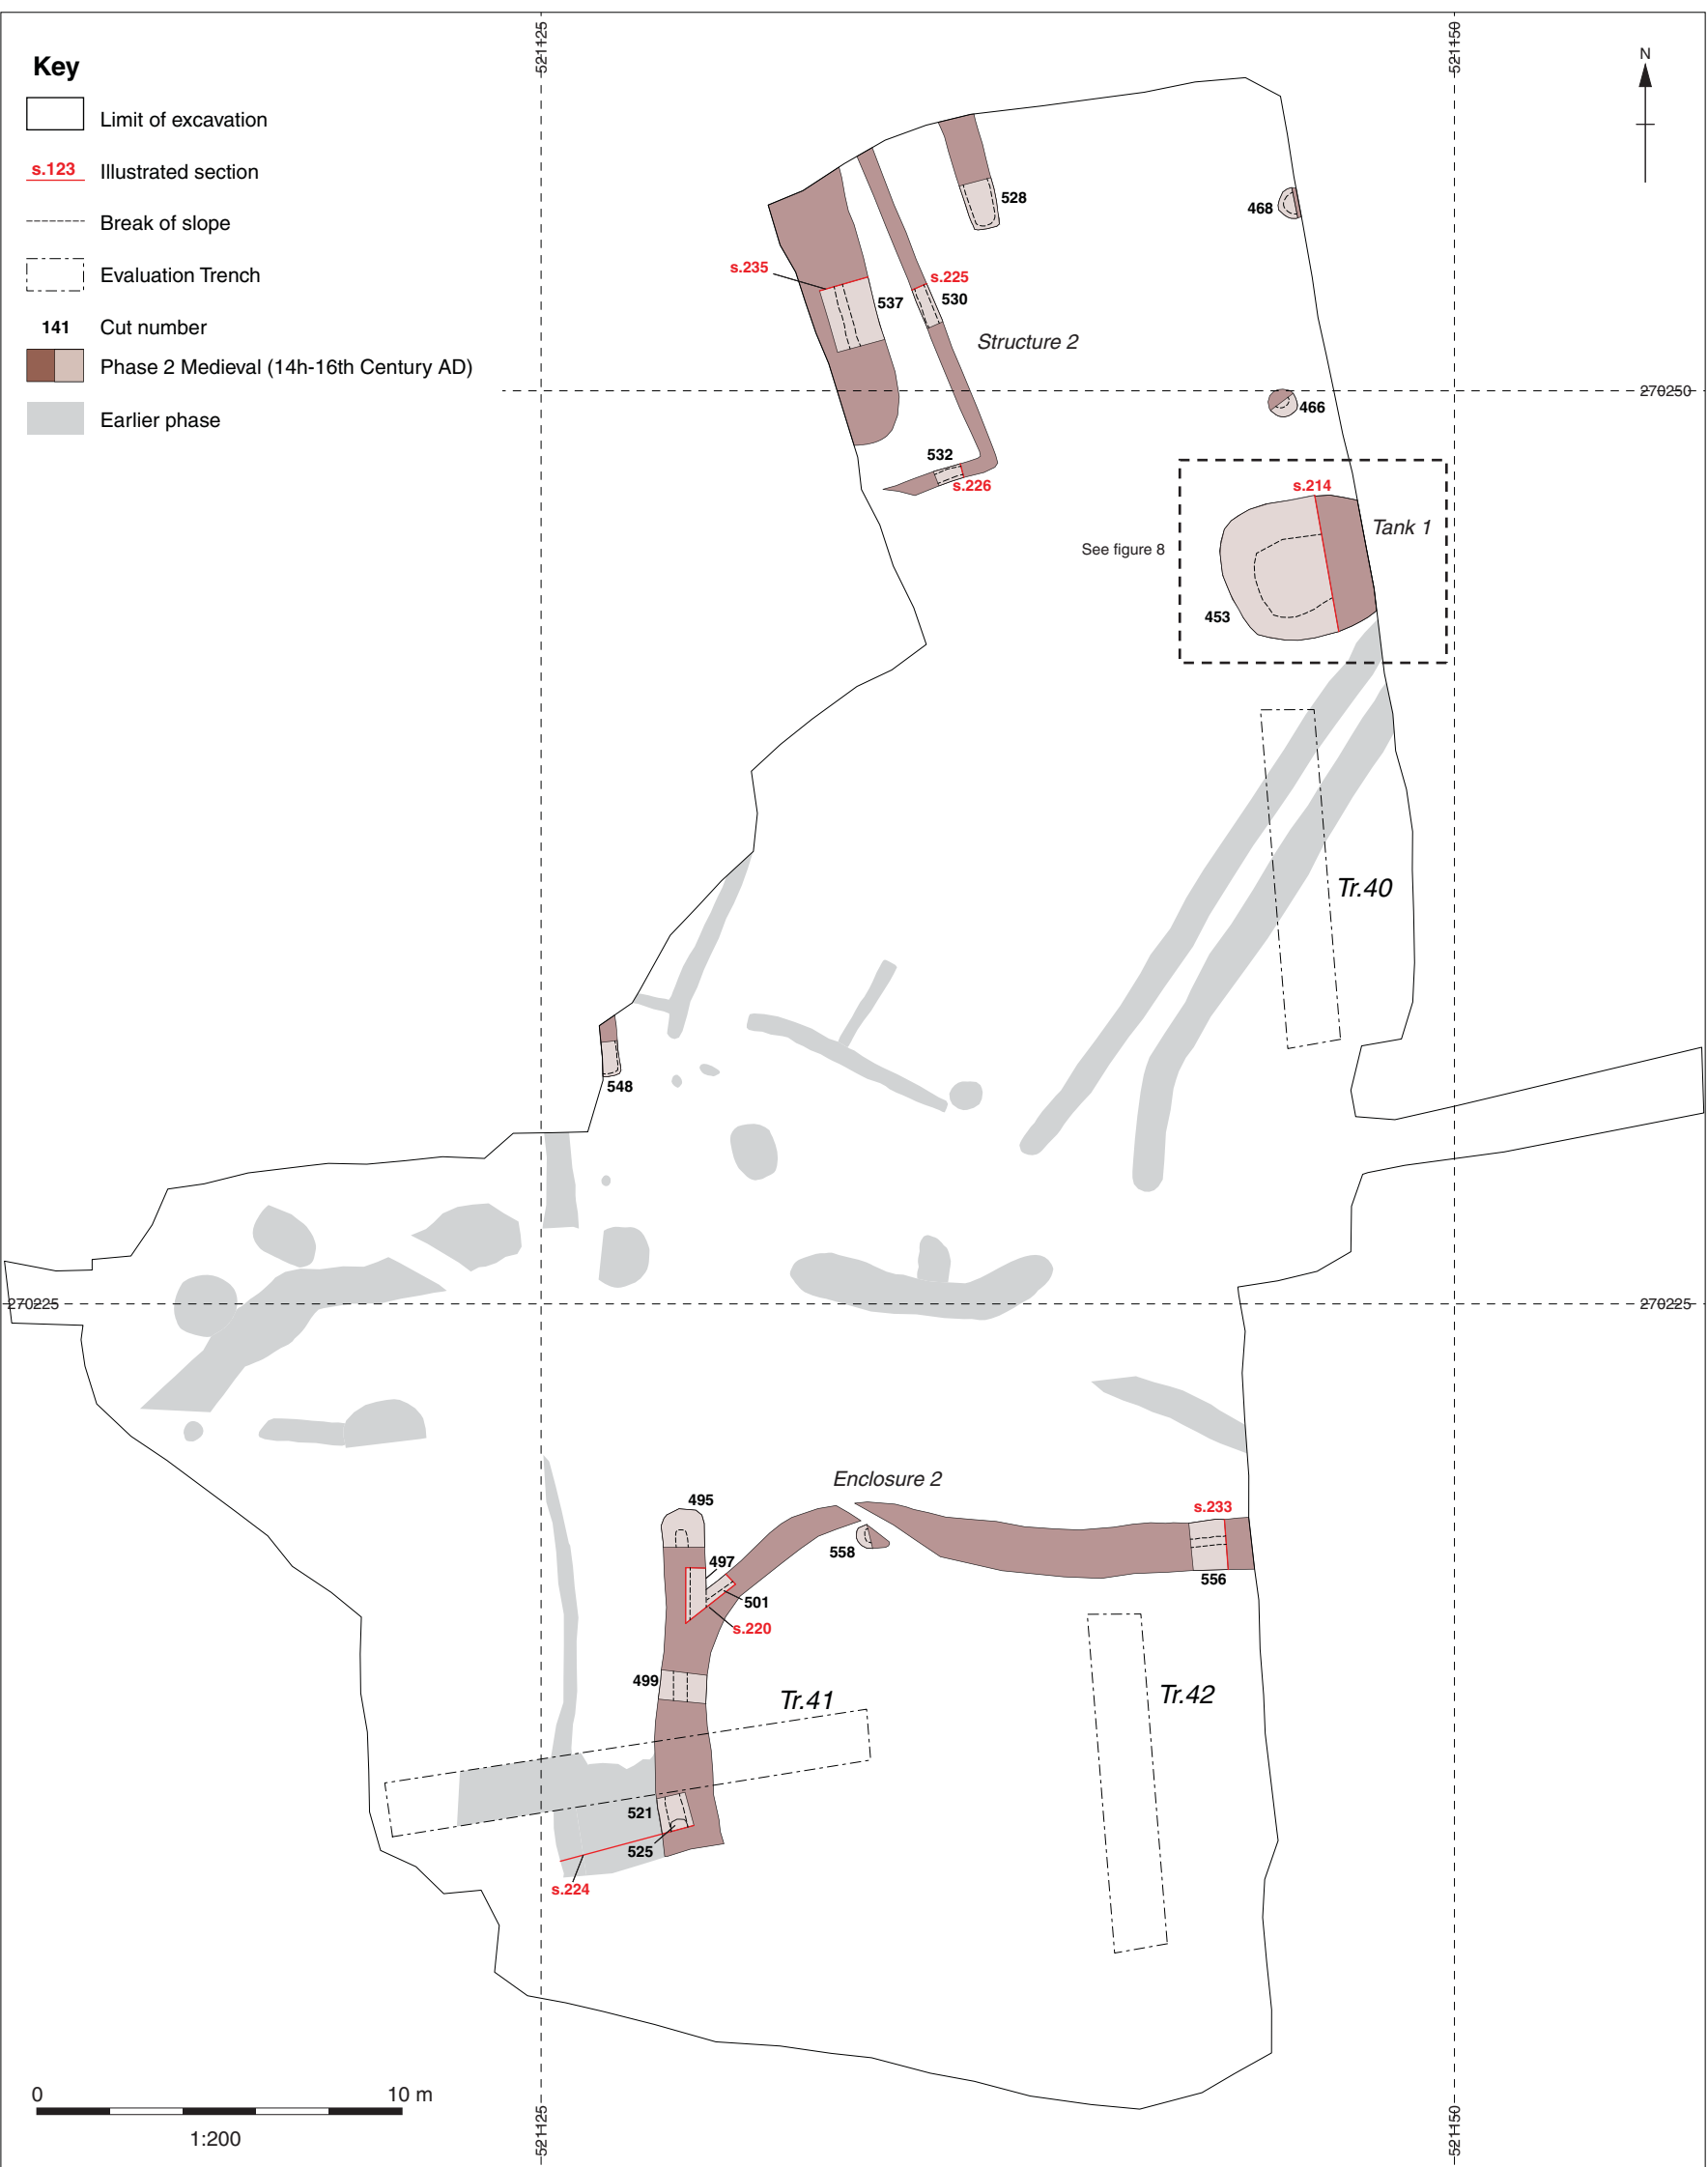 521125
521150
N
Key
Limit of excavation
s.123 Illustrated section
Break of slope
Evaluation Trench
141 Cut number
Phase 2 Medieval (14h-16th Century AD)
Earlier phase
528
468
s.235
s.225
537
530
Structure 2
270250
466
532
s.226
s.214
Tank 1
See figure 8
453
Tr.40
548
270225
270225
Enclosure 2
495
s.233
497
558
556
501
s.220
499
Tr.41
Tr.42
521
525
s.224
0 10 m
1:200
521125
521150